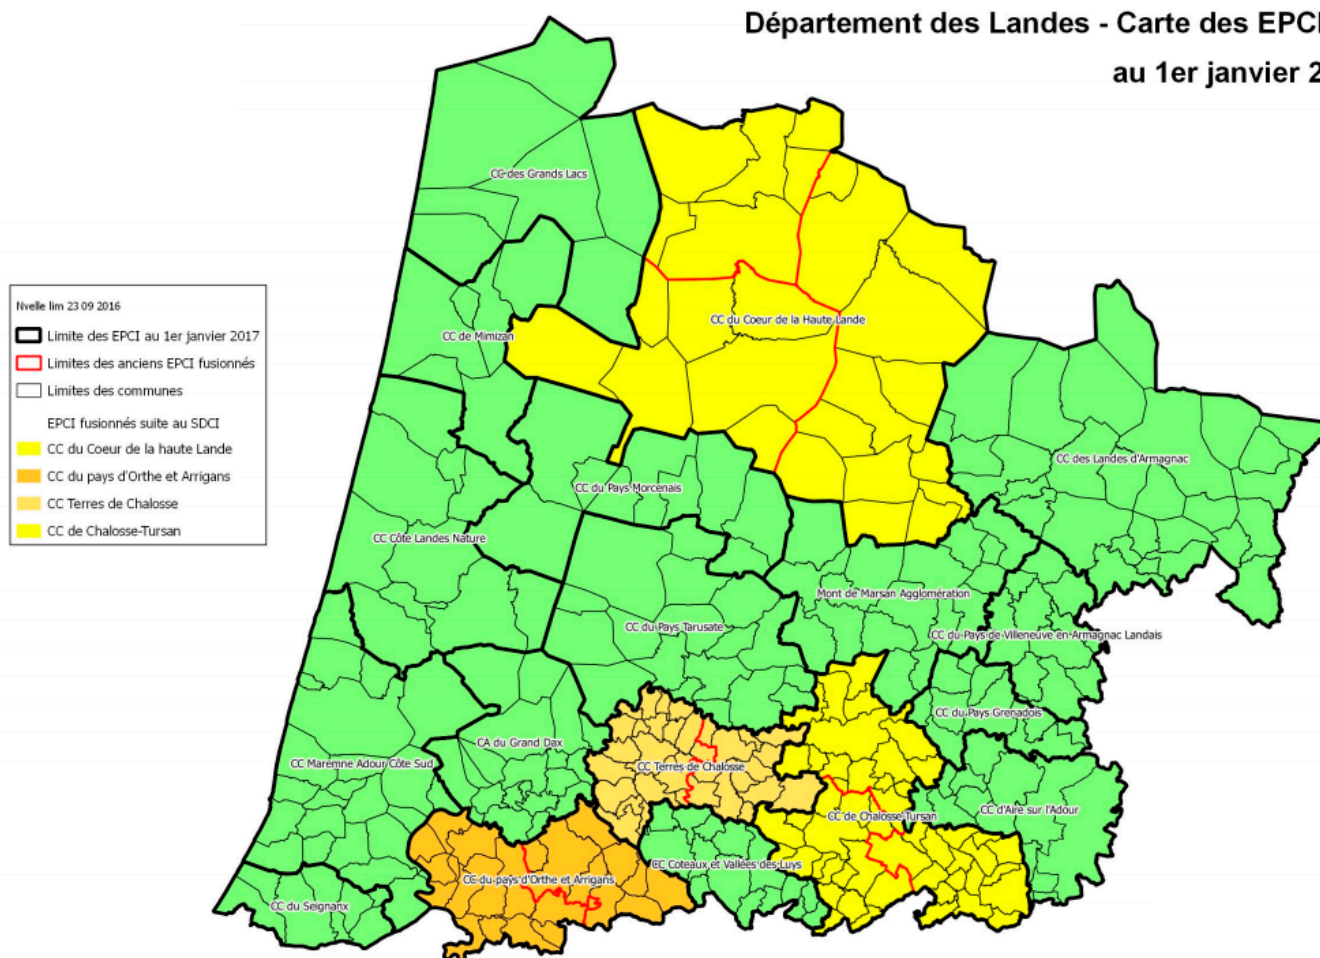 Département des Landes - Carte des EPCI
au 1er janvier 2
CC des Grands Lacs
CC du Coeur de la Haute Lande
CC de Mimizan
Nvelle lim 23 09 2016
Limite des EPCI au 1er janvier 2017
Limites des anciens EPCI fusionnés
Limites des communes
EPCI fusionnés suite au SDCI
CC du Coeur de la haute Lande
CC du pays d'Orthe et Arrigans
CC Terres de Chalosse
CC de Chalosse-Tursan
CC des Landes d'Armagnac
CC du Pays Morcenais
CC Côte Landes Nature
Mont de Marsan Agglomération
CC du Pays Tarusate
CC du Pays de Villeneuve en Armagnac Landais
CC du Pays Grenadois
CA du Grand Dax
CC Maremne Adour Côte Sud
CC Terres de Chalosse
CC d'Aire sur l'Adour
CC de Chalosse-Tursan
CC Coteaux et Vallées des Luys
CC du pays d'Orthe et Arrigans
CC du Seignanx